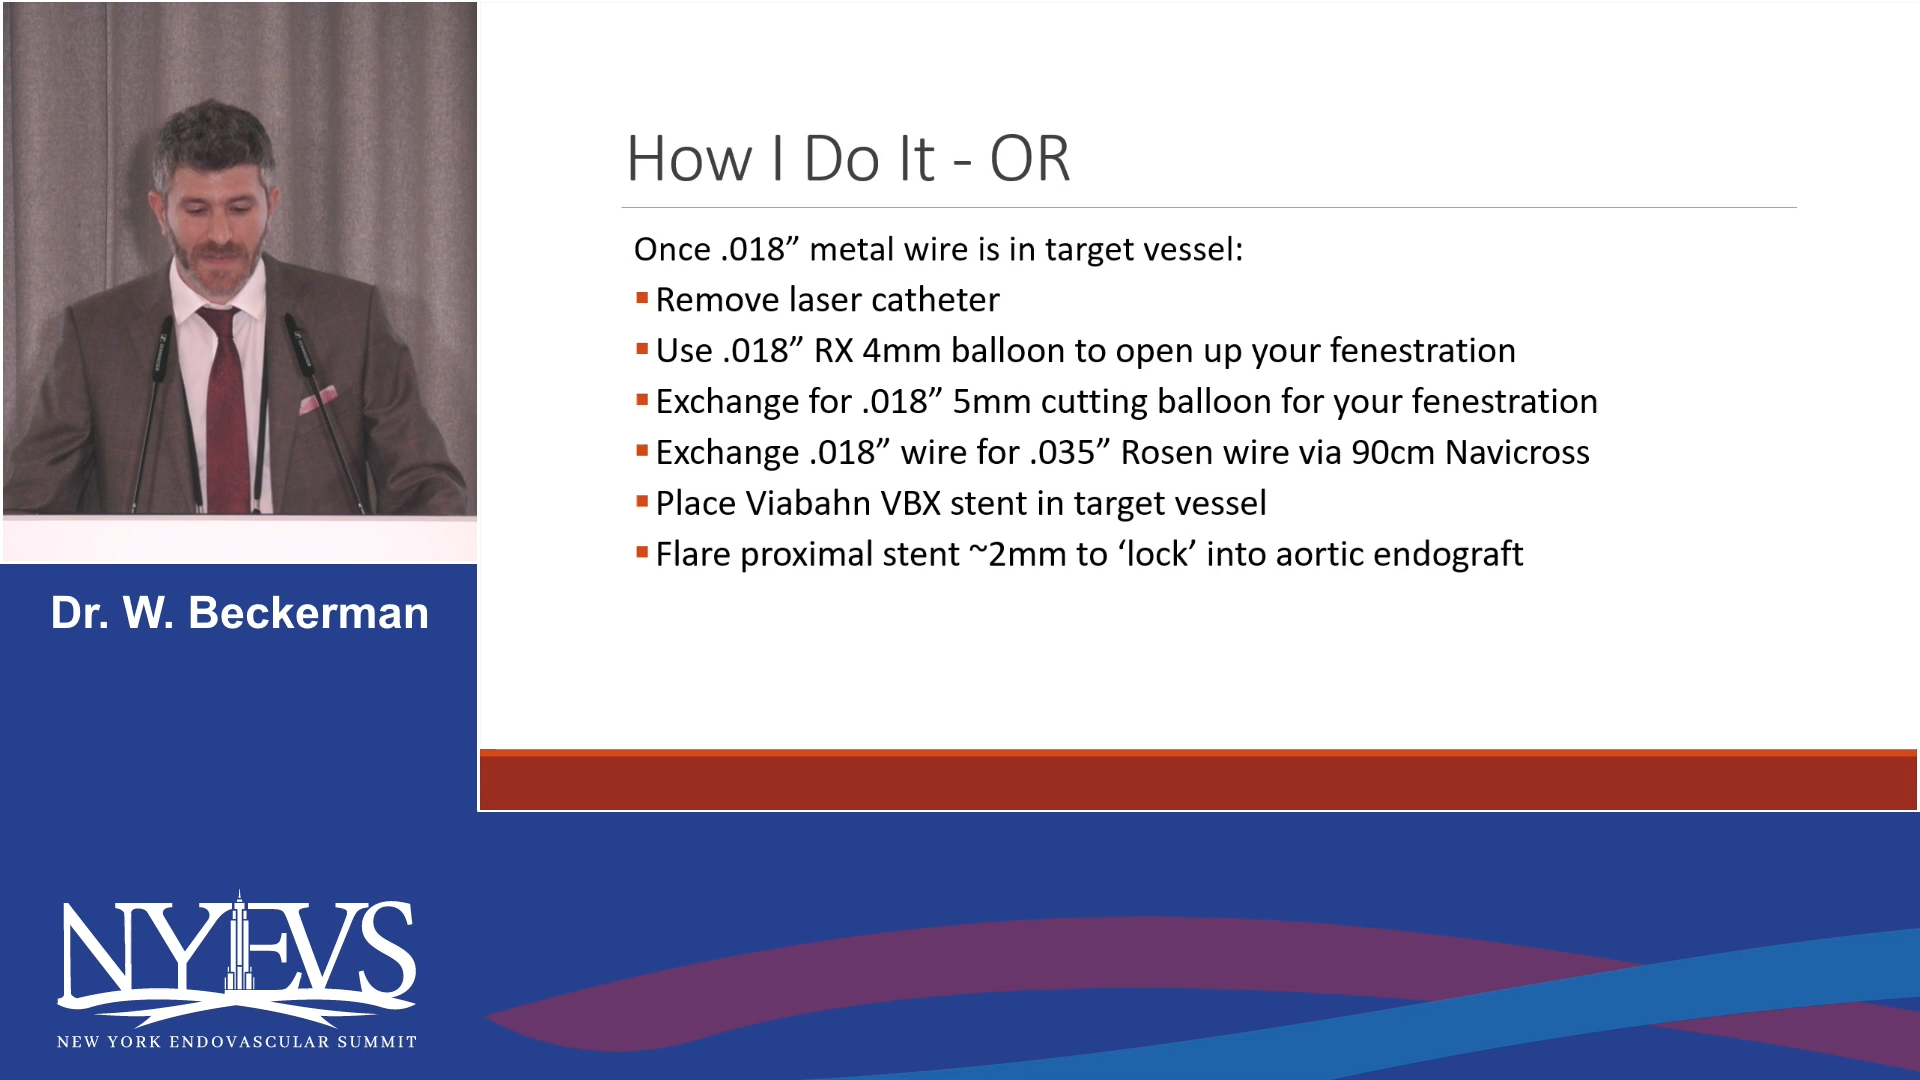 How I Do It - OR
Once .018” metal wire is in target vessel:
▪Remove laser catheter
▪Use .018” RX 4mm balloon to open up your fenestration
▪Exchange for .018” 5mm cutting balloon for your fenestration
▪Exchange .018” wire for .035” Rosen wire via 90cm Navicross
▪Place Viabahn VBX stent in target vessel
▪Flare proximal stent ~2mm to ‘lock’ into aortic endograft
Dr. W. Beckerman
NYEVS
NEW YORK ENDOVASCULAR SUMMIT